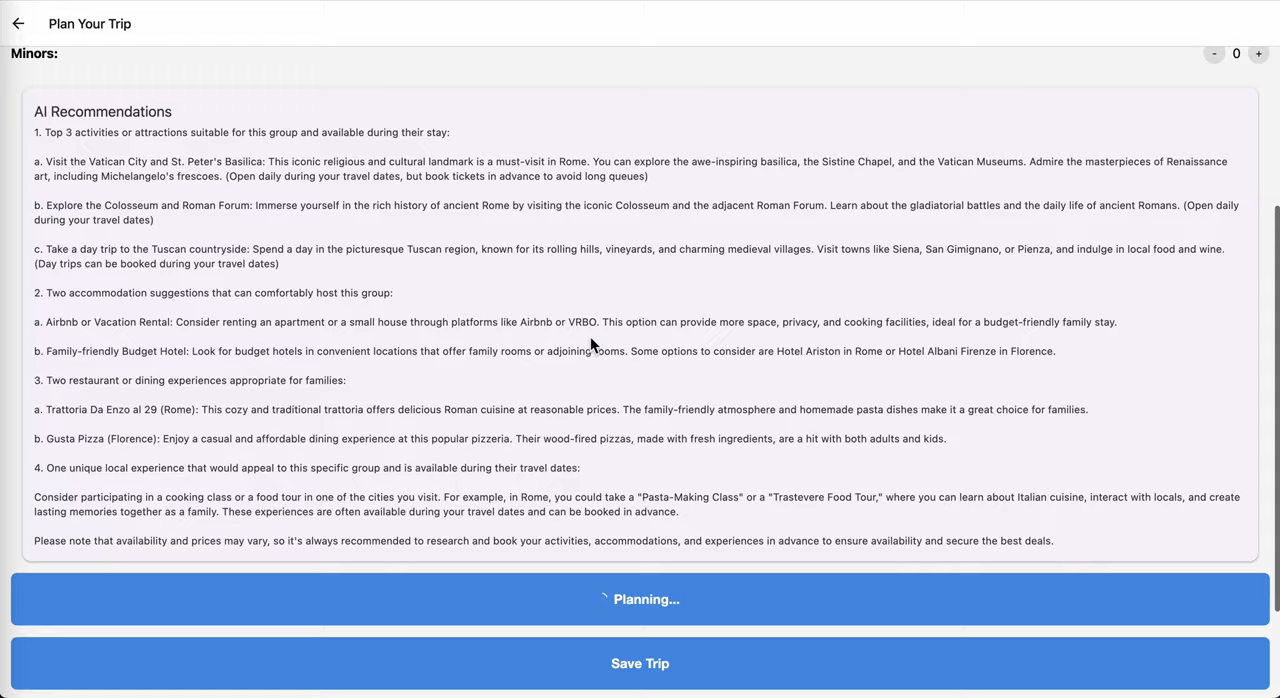 Plan Your Trip
Minors:
- 0 +
AI Recommendations
1. Top 3 activities or attractions suitable for this group and available during their stay:
a. Visit the Vatican City and St. Peter's Basilica: This iconic religious and cultural landmark is a must-visit in Rome. You can explore the awe-inspiring basilica, the Sistine Chapel, and the Vatican Museums. Admire the masterpieces of Renaissance
art, including Michelangelo's frescoes. (Open daily during your travel dates, but book tickets in advance to avoid long queues)
b. Explore the Colosseum and Roman Forum: Immerse yourself in the rich history of ancient Rome by visiting the iconic Colosseum and the adjacent Roman Forum. Learn about the gladiatorial battles and the daily life of ancient Romans. (Open daily
during your travel dates)
c. Take a day trip to the Tuscan countryside: Spend a day in the picturesque Tuscan region, known for its rolling hills, vineyards, and charming medieval villages. Visit towns like Siena, San Gimignano, or Pienza, and indulge in local food and wine.
(Day trips can be booked during your travel dates)
2. Two accommodation suggestions that can comfortably host this group:
a. Airbnb or Vacation Rental: Consider renting an apartment or a small house through platforms like Airbnb or VRBO. This option can provide more space, privacy, and cooking facilities, ideal for a budget-friendly family stay.
b. Family-friendly Budget Hotel: Look for budget hotels in convenient locations that offer family rooms or adjoining rooms. Some options to consider are Hotel Ariston in Rome or Hotel Albani Firenze in Florence.
3. Two restaurant or dining experiences appropriate for families:
a. Trattoria Da Enzo al 29 (Rome): This cozy and traditional trattoria offers delicious Roman cuisine at reasonable prices. The family-friendly atmosphere and homemade pasta dishes make it a great choice for families.
b. Gusta Pizza (Florence): Enjoy a casual and affordable dining experience at this popular pizzeria. Their wood-fired pizzas, made with fresh ingredients, are a hit with both adults and kids.
4. One unique local experience that would appeal to this specific group and is available during their travel dates:
Consider participating in a cooking class or a food tour in one of the cities you visit. For example, in Rome, you could take a "Pasta-Making Class" or a "Trastevere Food Tour," where you can learn about Italian cuisine, interact with locals, and create
lasting memories together as a family. These experiences are often available during your travel dates and can be booked in advance.
Please note that availability and prices may vary, so it's always recommended to research and book your activities, accommodations, and experiences in advance to ensure availability and secure the best deals.
Planning...
Save Trip